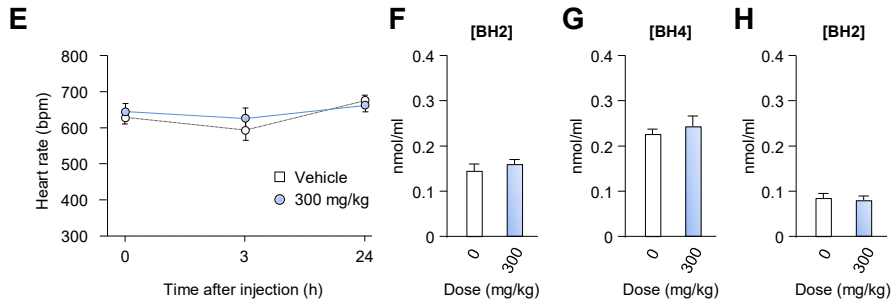 E
800
700
600
500
400
300
Heart rate (bpm)
Vehicle
300 mg/kg
0
3
24
Time after injection (h)
F
[BH2]
0.4
0.3
0.2
0.1
0
nmol/ml
0
300
Dose (mg/kg)
G
[BH4]
0.4
0.3
0.2
0.1
0
nmol/ml
0
300
Dose (mg/kg)
H
[BH2]
0.4
0.3
0.2
0.1
0
nmol/ml
0
300
Dose (mg/kg)